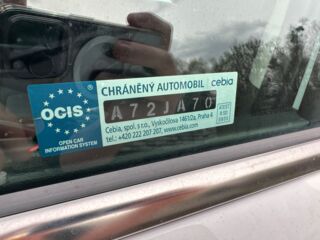 CHRÁNĚNÝ AUTOMOBIL cebia
OCIS
A72JA70
OPEN CAR
INFORMATION SYSTEM
Cebia, spol. s r.o., Vyskočilova 1461/2a, Praha 4
tel.: +420 222 207 207, www.cebia.com